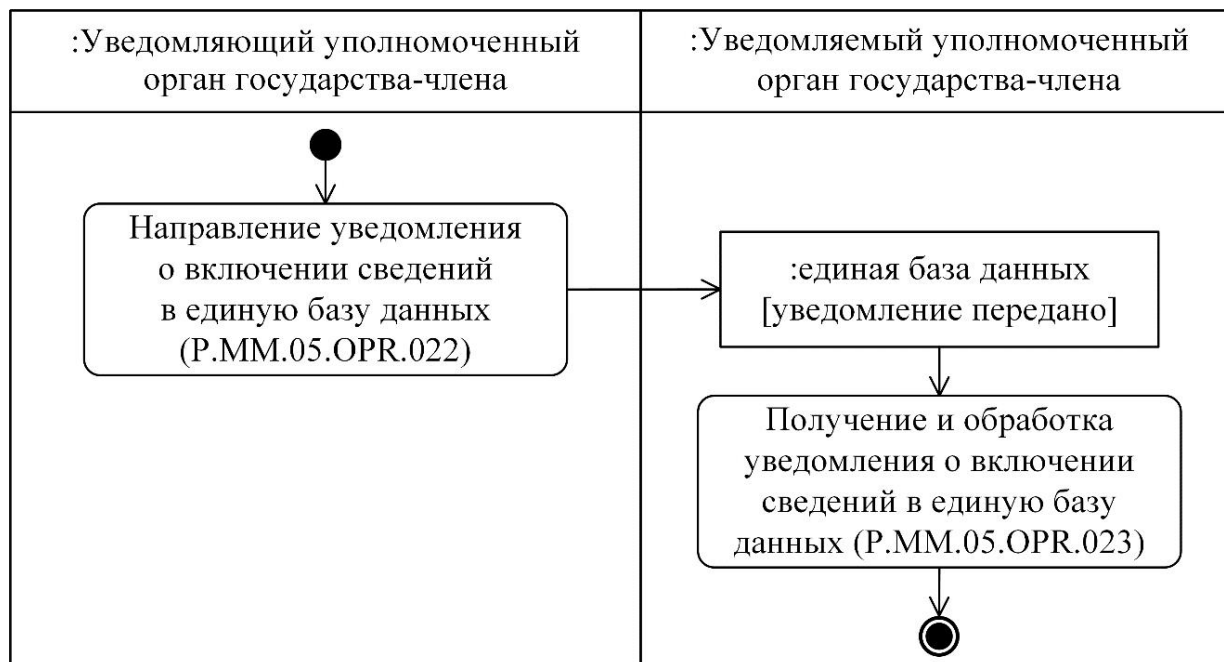 :Уведомляющий уполномоченный
орган государства-члена
:Уведомляемый уполномоченный
орган государства-члена
Направление уведомления
о включении сведений
в единую базу данных
(P.MM.05.OPR.022)
:единая база данных
[уведомление передано]
Получение и обработка
уведомления о включении
сведений в единую базу
данных (P.MM.05.OPR.023)